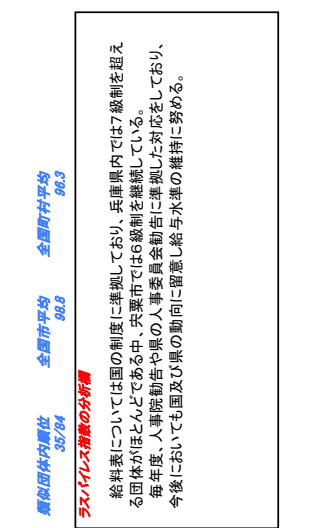 類似団体内順位 全国市平均 全国町村平均
35/84 98.8 96.3
ラスパイレス指数の分析欄
給料表については国の制度に準拠しており、兵庫県内では７級制を超え
る団体がほとんどである中、宍粟市では６級制を継続している。
毎年度、人事院勧告や県の人事委員会勧告に準拠した対応をしており、
今後においても国及び県の動向に留意し給与水準の維持に努める。